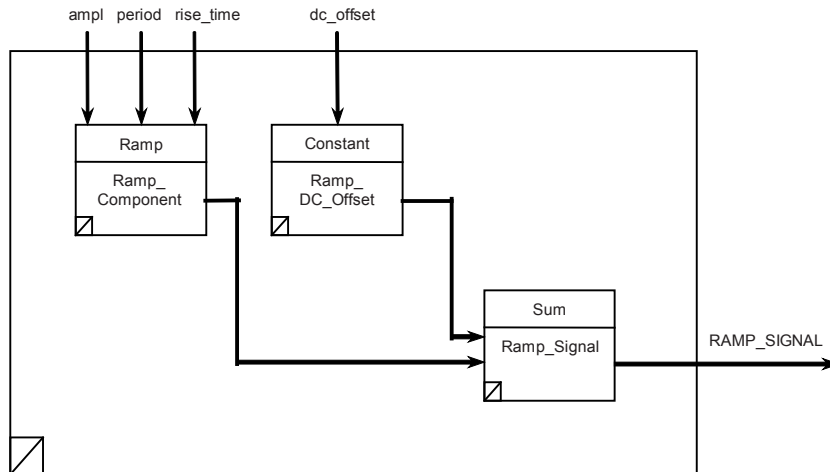 ampl period rise_time dc_offset
Ramp
Ramp_
Component
Constant
Ramp_
DC_Offset
Sum
Ramp_Signal
RAMP_SIGNAL